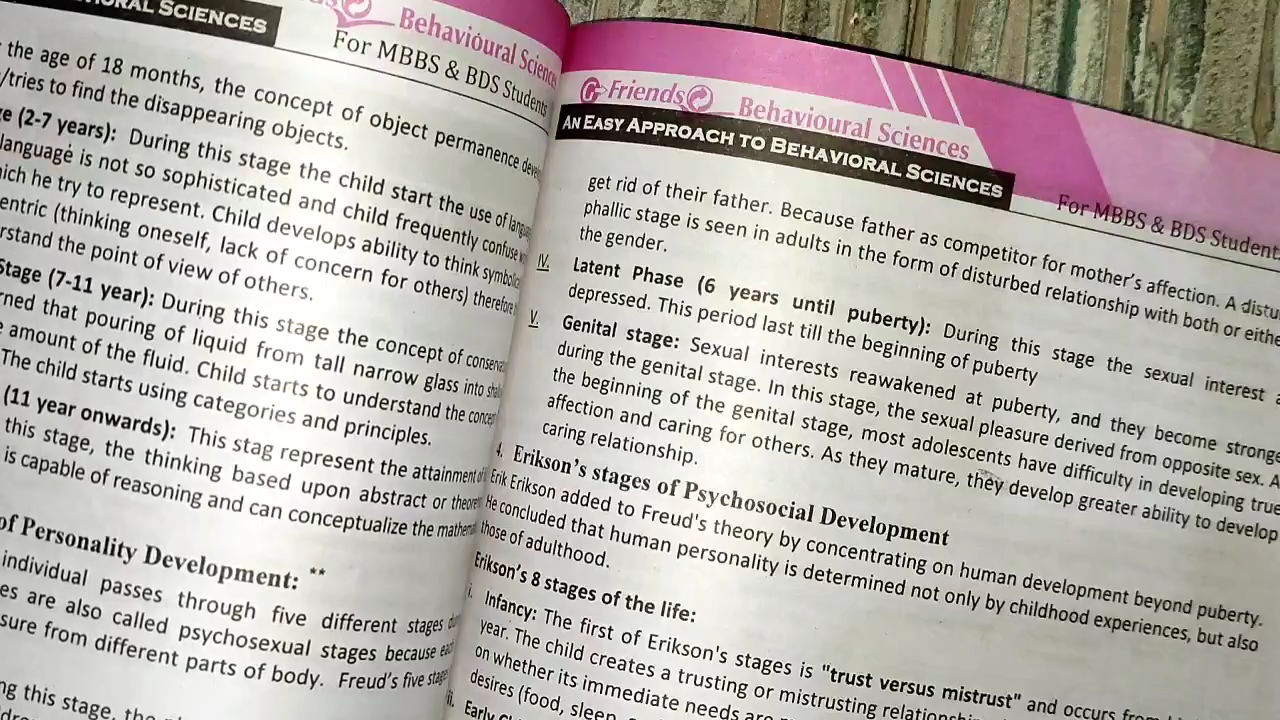 ORAL SCIENCES
Behavioural Sciences
For MBBS & BDS Students
the age of 18 months, the concept of object permanence
/tries to find the disappearing objects.
(2-7 years): During this stage the child start the use of
language is not so sophisticated and child frequently confuse
he try to represent. Child develops ability to think
(thinking oneself, lack of concern for others) therefore
the point of view of others.
Stage (7-11 year): During this stage the concept of
that pouring of liquid from tall narrow glass into
amount of the fluid. Child starts to understand the
The child starts using categories and principles.
(11 year onwards): This stag represent the attainment of
this stage, the thinking based upon abstract or
is capable of reasoning and can conceptualize the
of Personality Development: **
individual passes through five different stages
are also called psychosexual stages because
from different parts of body. Freud's five
this stage, the
Friends Behavioural Sciences
AN EASY APPROACH TO BEHAVIORAL SCIENCES
For MBBS & BDS Student
get rid of their father. Because father as competitor for mother's affection. A
phallic stage is seen in adults in the form of disturbed relationship with both or
the gender.
IV. Latent Phase (6 years until puberty): During this stage the sexual interest
depressed. This period last till the beginning of puberty
V. Genital stage: Sexual interests reawakened at puberty, and they become
during the genital stage. In this stage, the sexual pleasure derived from opposite sex.
the beginning of the genital stage, most adolescents have difficulty in developing true
affection and caring for others. As they mature, they develop greater ability to develop
caring relationship.
4. Erikson's stages of Psychosocial Development
Erik Erikson added to Freud's theory by concentrating on human development beyond puberty.
He concluded that human personality is determined not only by childhood experiences, but also
those of adulthood.
Erikson's 8 stages of the life:
i. Infancy: The first of Erikson's stages is "trust versus mistrust" and occurs
year. The child creates a trusting or mistrusting
on whether its immediate needs are
desires (food, sleep,
ii. Early